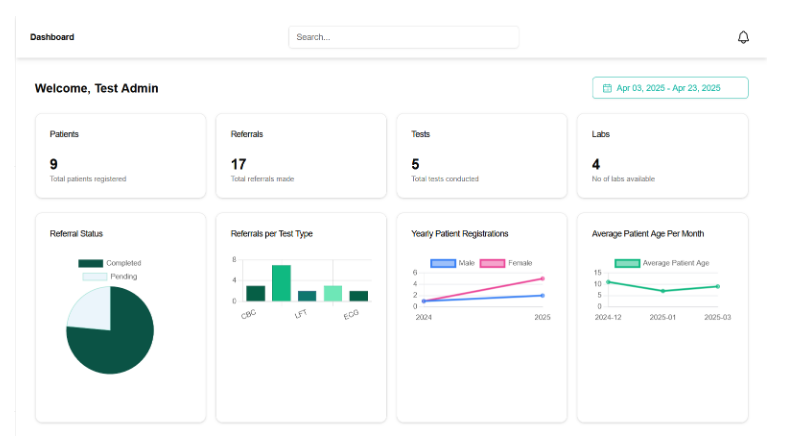 Dashboard
Search...
Welcome, Test Admin
Apr 03, 2025 - Apr 23, 2025
Patients
9
Total patients registered
Referrals
17
Total referrals made
Tests
5
Total tests conducted
Labs
4
No of labs available
Referral Status
Completed
Pending
Referrals per Test Type
8
4
0
CBC
LFT
ECG
Yearly Patient Registrations
Male
Female
6
4
2
0
2024
2025
Average Patient Age Per Month
Average Patient Age
15
10
5
0
2024-12
2025-01
2025-03